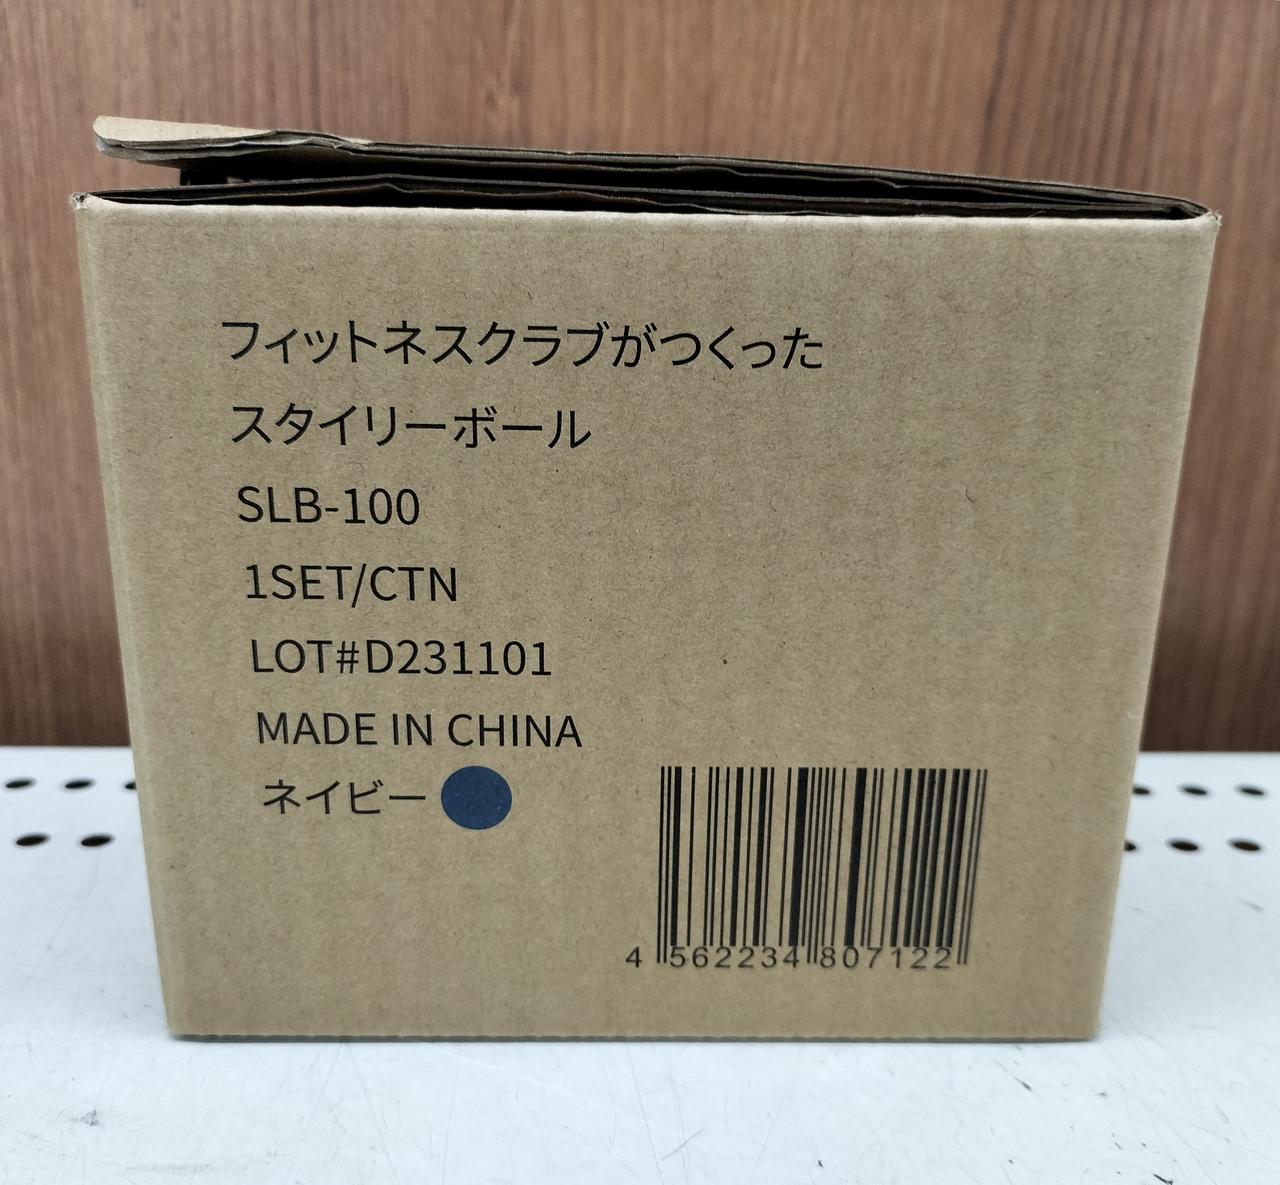 フィットネスクラブがつくった
スタイリーボール
SLB-100
1SET/CTN
LOT#D231101
MADE IN CHINA
ネイビー
4 562234 807122